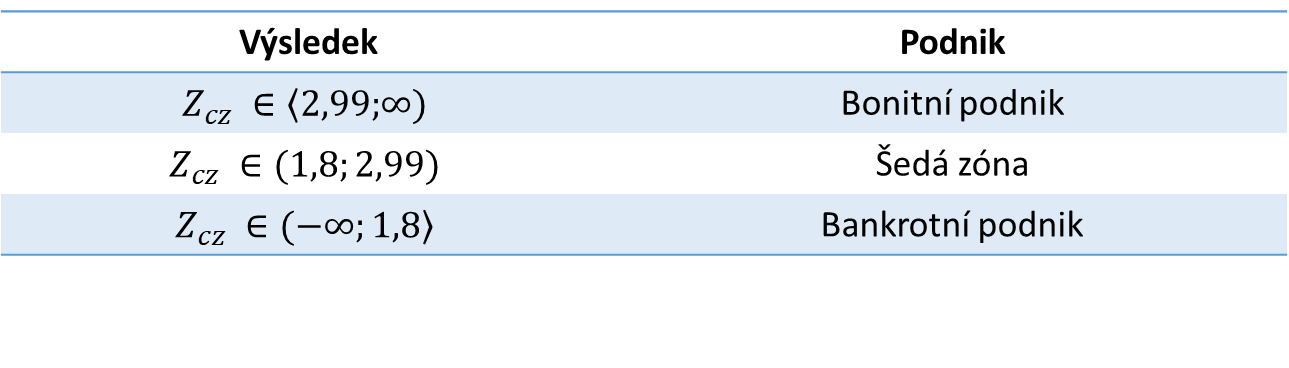 Výsledek Podnik
Z_cz ∈ ⟨2,99;∞) Bonitní podnik
Z_cz ∈ (1,8; 2,99) Šedá zóna
Z_cz ∈ (−∞; 1,8⟩ Bankrotní podnik